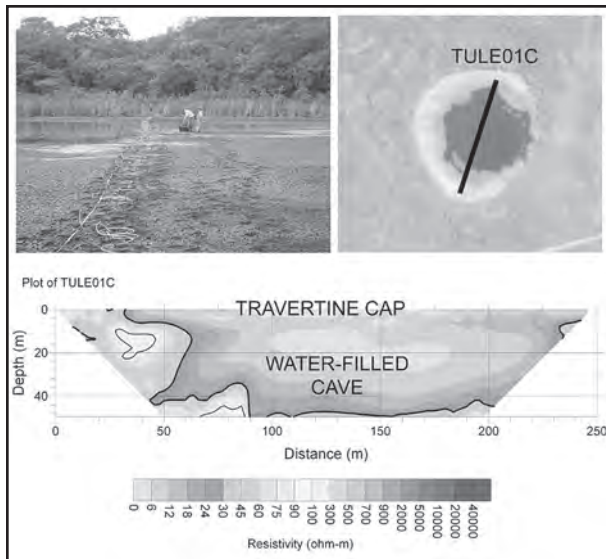 TULE01C
Plot of TULE01C
TRAVERTINE CAP
WATER-FILLED
CAVE
Depth (m)
0
20
40
0 50 100 150 200 250
Distance (m)
0 6 12 18 24 30 45 60 75 90 100 300 500 700 900 2000 5000 10000 20000 40000
Resistivity (ohm-m)